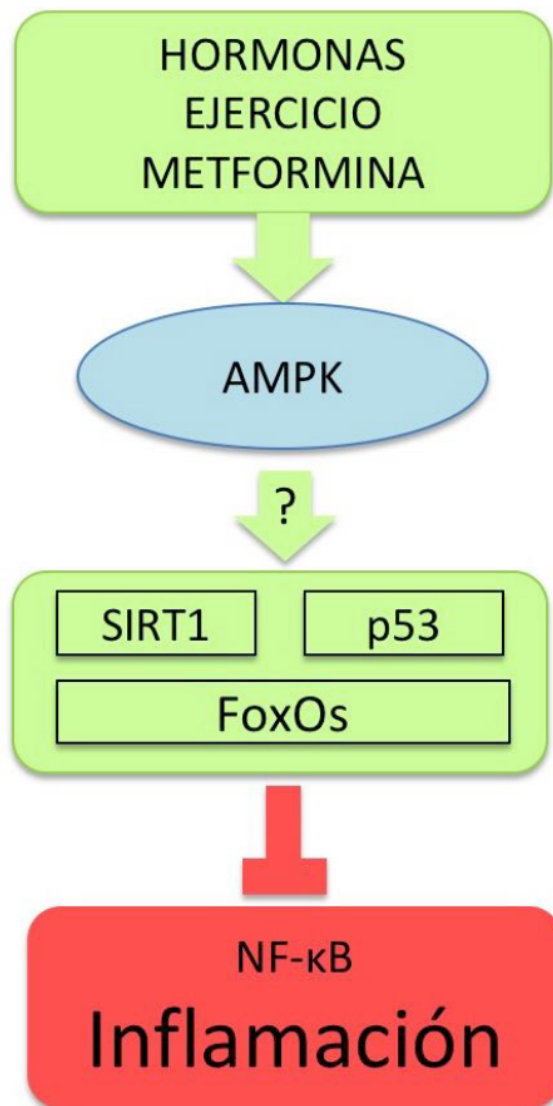 HORMONAS
EJERCICIO
METFORMINA
AMPK
?
SIRT1 p53
FoxOs
NF-κB
Inflamación